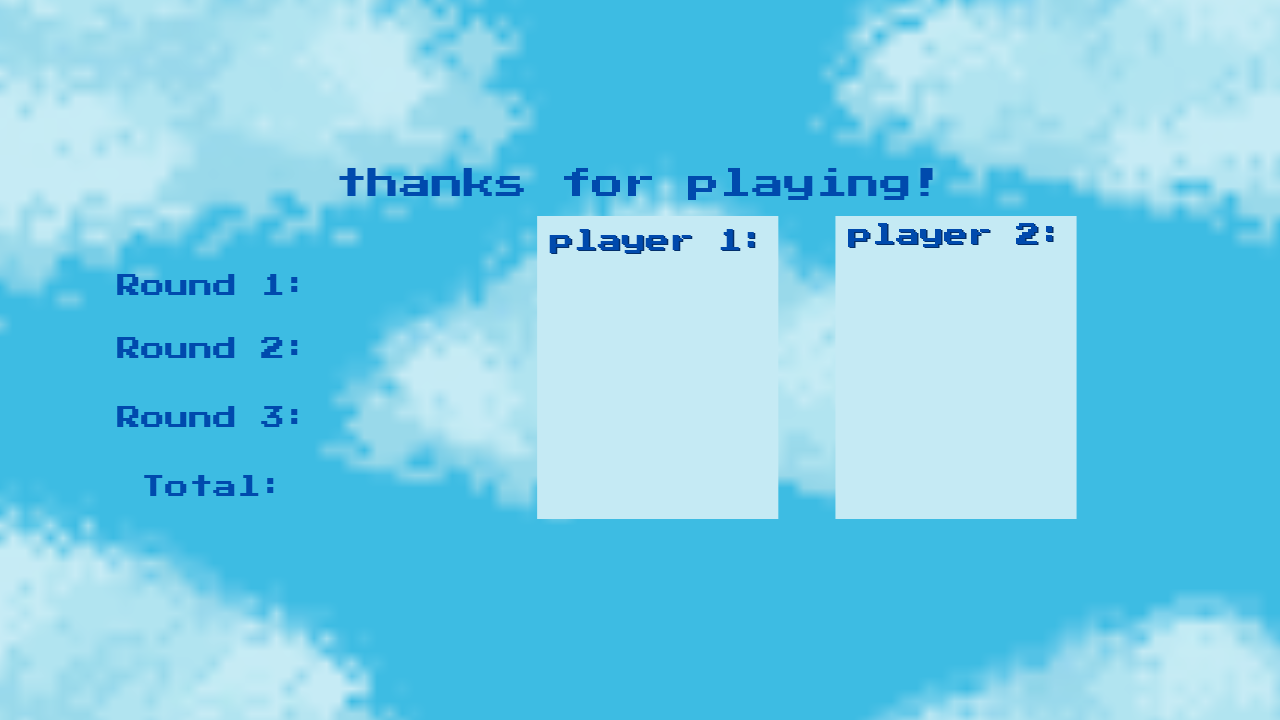 thanks for playing!
player 1: player 2:
Round 1:
Round 2:
Round 3:
Total: